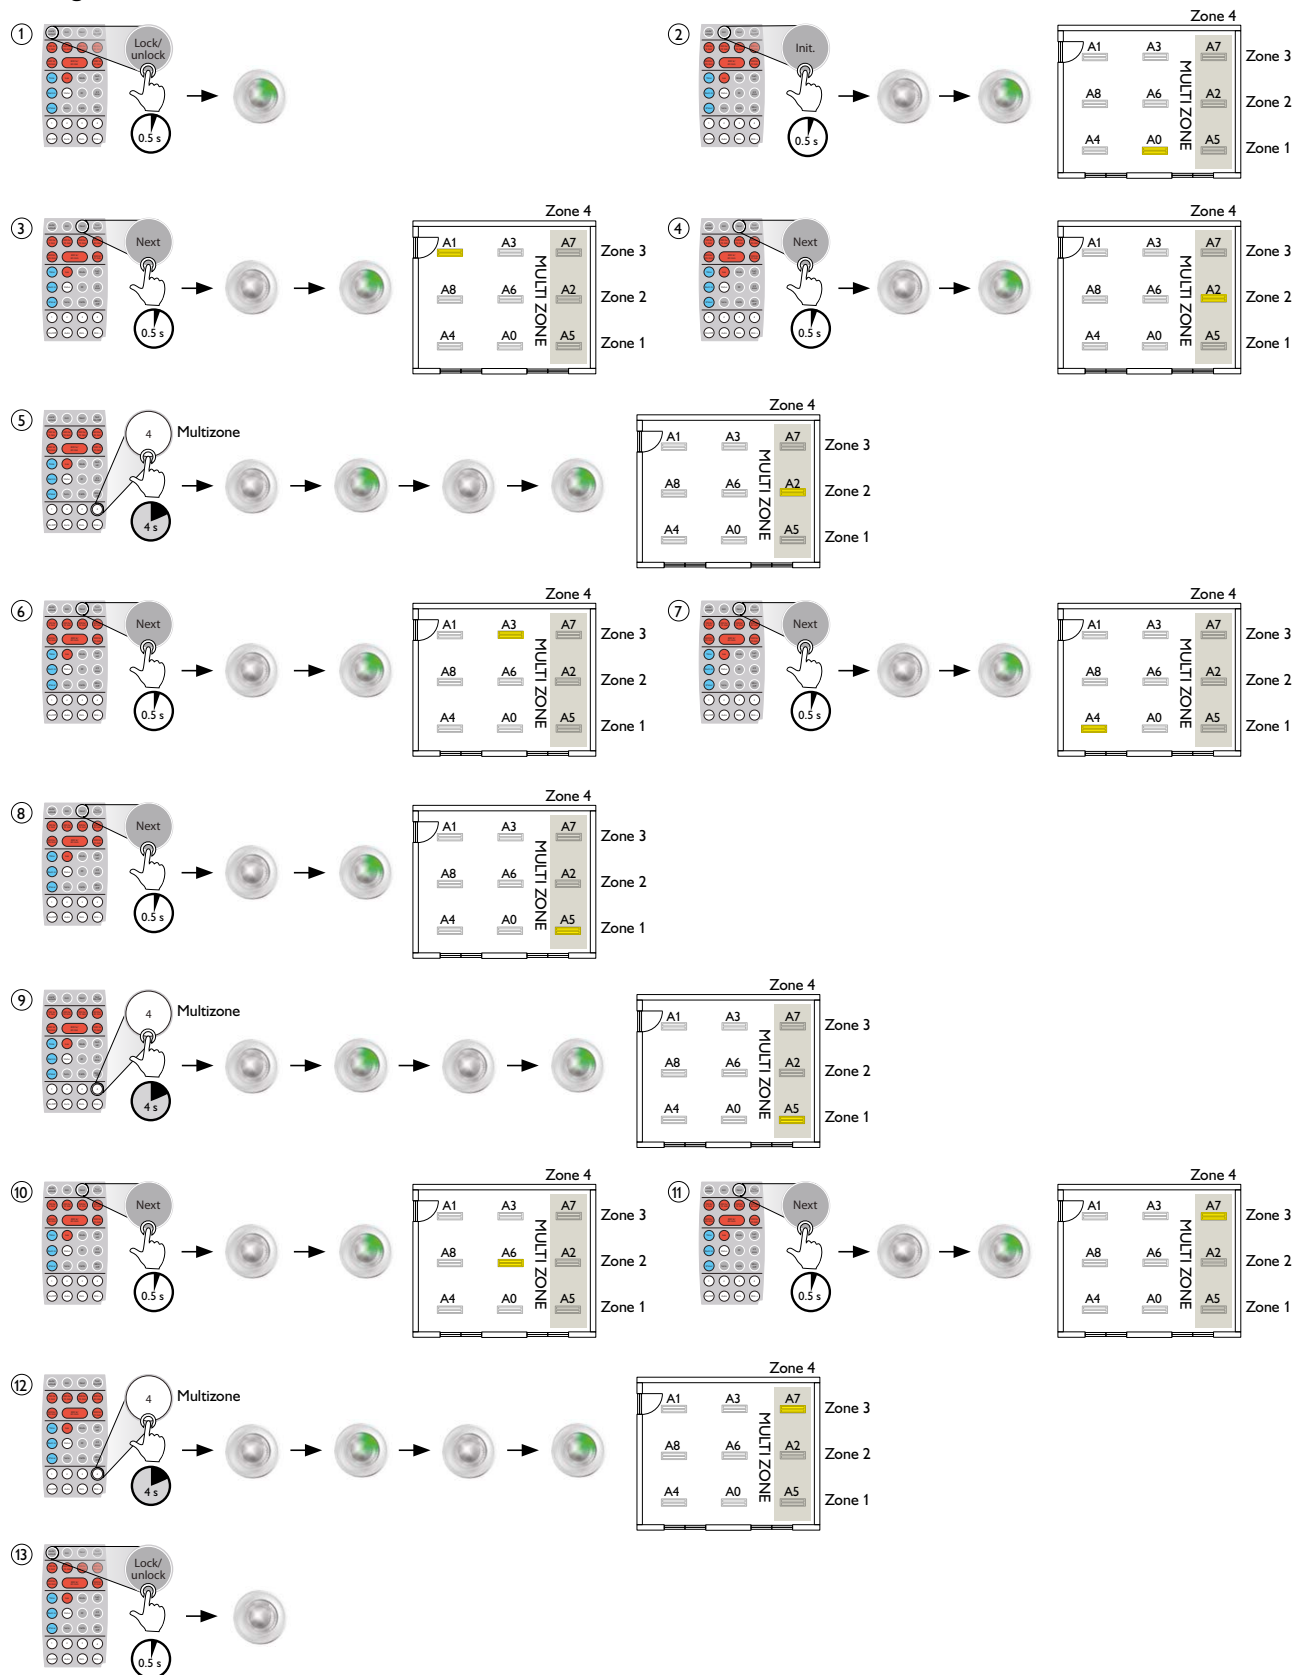 1
Lock/
unlock
0.5 s
2
Init.
0.5 s
Zone 4
A1 A3 A7 Zone 3
A8 A6 A2 Zone 2
A4 A0 A5 Zone 1
MULTI ZONE
3
Next
0.5 s
Zone 4
A1 A3 A7 Zone 3
A8 A6 A2 Zone 2
A4 A0 A5 Zone 1
MULTI ZONE
4
Next
0.5 s
Zone 4
A1 A3 A7 Zone 3
A8 A6 A2 Zone 2
A4 A0 A5 Zone 1
MULTI ZONE
5
4
Multizone
4 s
Zone 4
A1 A3 A7 Zone 3
A8 A6 A2 Zone 2
A4 A0 A5 Zone 1
MULTI ZONE
6
Next
0.5 s
Zone 4
A1 A3 A7 Zone 3
A8 A6 A2 Zone 2
A4 A0 A5 Zone 1
MULTI ZONE
7
Next
0.5 s
Zone 4
A1 A3 A7 Zone 3
A8 A6 A2 Zone 2
A4 A0 A5 Zone 1
MULTI ZONE
8
Next
0.5 s
Zone 4
A1 A3 A7 Zone 3
A8 A6 A2 Zone 2
A4 A0 A5 Zone 1
MULTI ZONE
9
4
Multizone
4 s
Zone 4
A1 A3 A7 Zone 3
A8 A6 A2 Zone 2
A4 A0 A5 Zone 1
MULTI ZONE
10
Next
0.5 s
Zone 4
A1 A3 A7 Zone 3
A8 A6 A2 Zone 2
A4 A0 A5 Zone 1
MULTI ZONE
11
Next
0.5 s
Zone 4
A1 A3 A7 Zone 3
A8 A6 A2 Zone 2
A4 A0 A5 Zone 1
MULTI ZONE
12
4
Multizone
4 s
Zone 4
A1 A3 A7 Zone 3
A8 A6 A2 Zone 2
A4 A0 A5 Zone 1
MULTI ZONE
13
Lock/
unlock
0.5 s